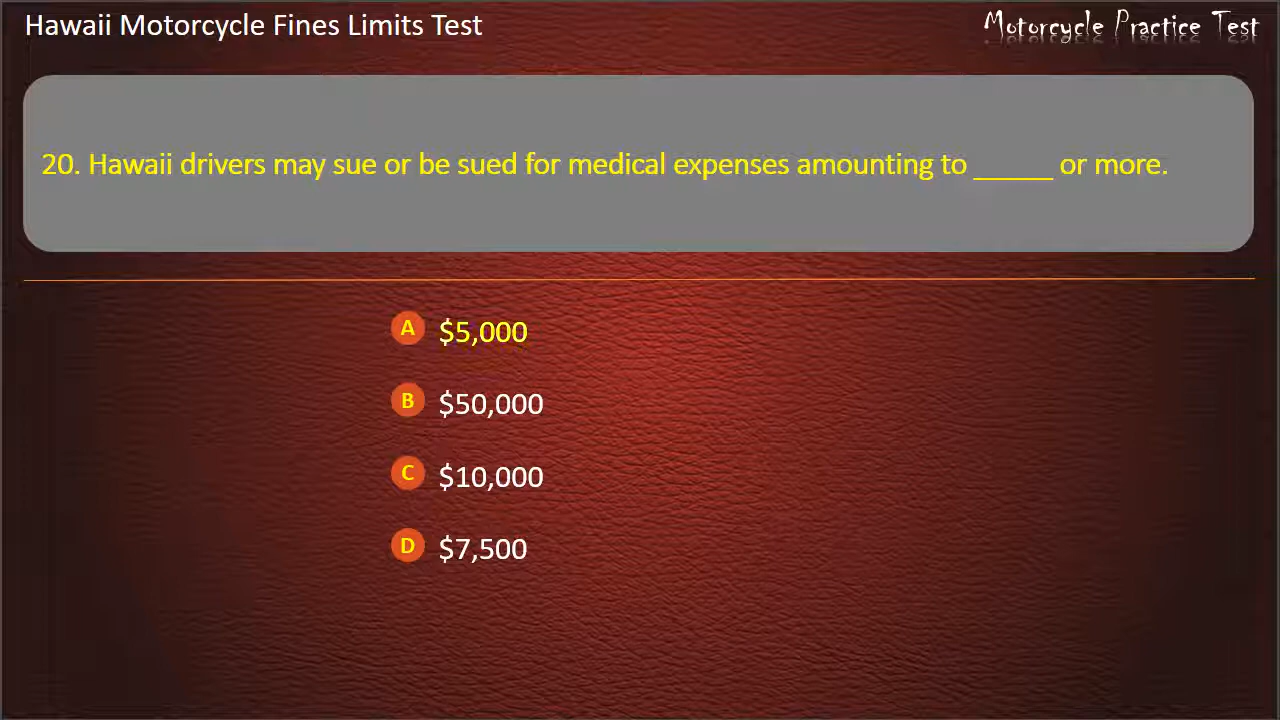 Hawaii Motorcycle Fines Limits Test
Motorcycle Practice Test
20. Hawaii drivers may sue or be sued for medical expenses amounting to _____ or more.
A $5,000
B $50,000
C $10,000
D $7,500